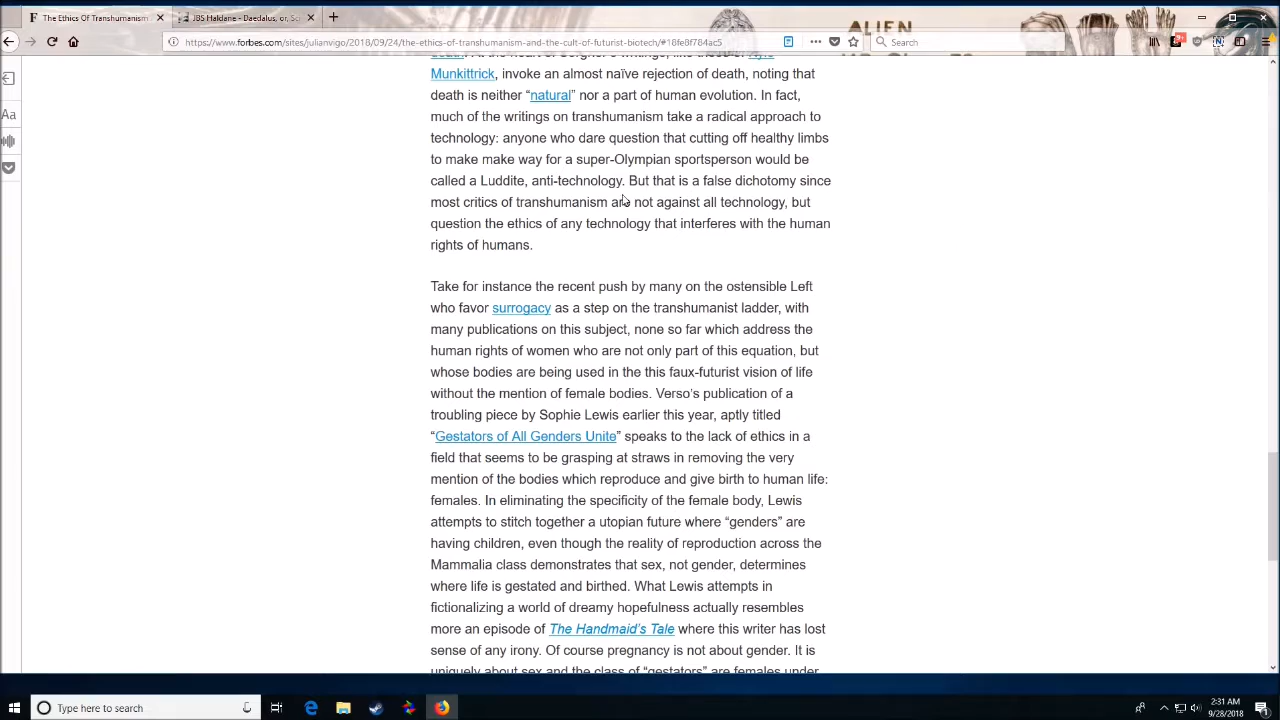 The Ethics Of Transhumanism
JBS Haldane - Daedalus, or, Sc
ALIEN
https://www.forbes.com/sites/julianvigo/2018/09/24/the-ethics-of-transhumanism-and-the-cult-of-futurist-biotech/#18fe8f784ac5
Search
Munkittrick, invoke an almost naïve rejection of death, noting that
death is neither “natural” nor a part of human evolution. In fact,
much of the writings on transhumanism take a radical approach to
technology: anyone who dare question that cutting off healthy limbs
to make make way for a super-Olympian sportsperson would be
called a Luddite, anti-technology. But that is a false dichotomy since
most critics of transhumanism are not against all technology, but
question the ethics of any technology that interferes with the human
rights of humans.
Take for instance the recent push by many on the ostensible Left
who favor surrogacy as a step on the transhumanist ladder, with
many publications on this subject, none so far which address the
human rights of women who are not only part of this equation, but
whose bodies are being used in the this faux-futurist vision of life
without the mention of female bodies. Verso's publication of a
troubling piece by Sophie Lewis earlier this year, aptly titled
“Gestators of All Genders Unite” speaks to the lack of ethics in a
field that seems to be grasping at straws in removing the very
mention of the bodies which reproduce and give birth to human life:
females. In eliminating the specificity of the female body, Lewis
attempts to stitch together a utopian future where “genders” are
having children, even though the reality of reproduction across the
Mammalia class demonstrates that sex, not gender, determines
where life is gestated and birthed. What Lewis attempts in
fictionalizing a world of dreamy hopefulness actually resembles
more an episode of The Handmaid's Tale where this writer has lost
sense of any irony. Of course pregnancy is not about gender. It is
uniquely about sex and the class of “gestators” are females under
Aa
Type here to search
2:31 AM
9/28/2018